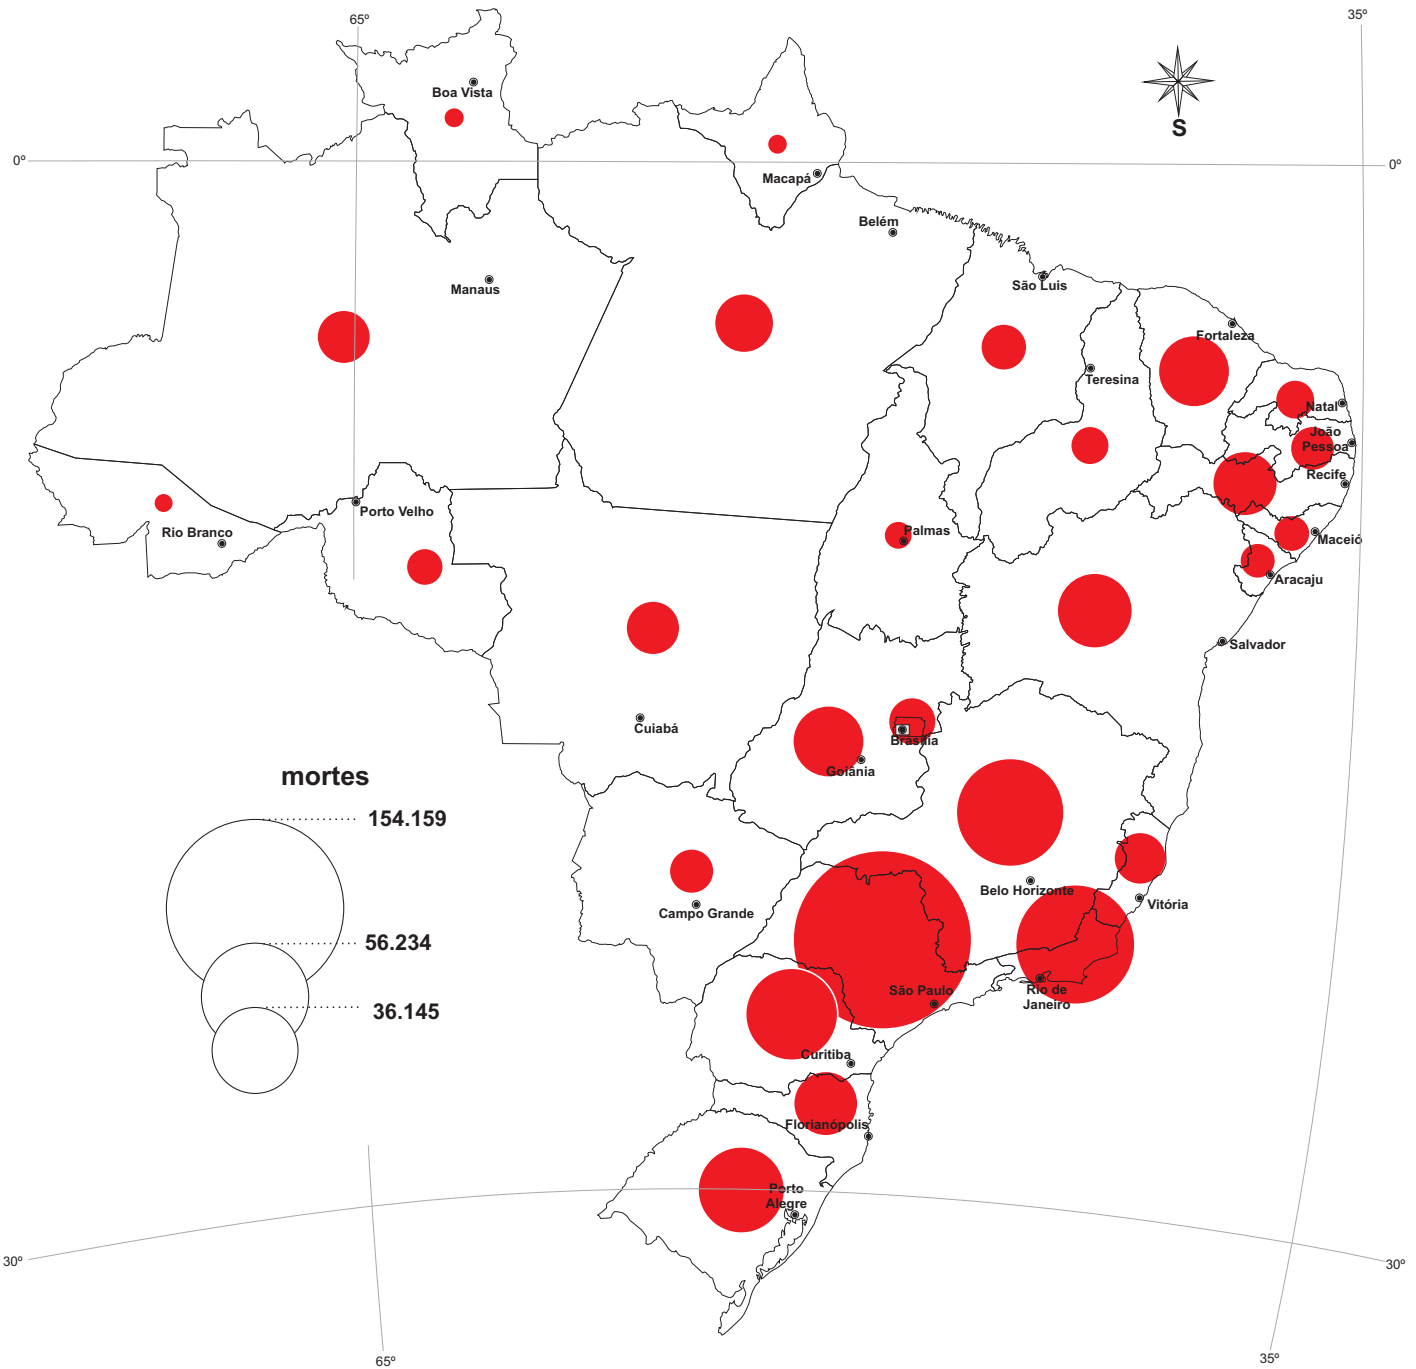 65º
35º
Boa Vista
S
0º
0º
Macapá
Belém
Manaus
São Luis
Fortaleza
Teresina
Natal
João
Pessoa
Recife
Porto Velho
Rio Branco
Palmas
Maceió
Aracaju
Salvador
Cuiabá
Brasília
Goiânia
mortes
154.159
56.234
36.145
Belo Horizonte
Vitória
Campo Grande
São Paulo
Rio de
Janeiro
Curitiba
Florianópolis
Porto
Alegre
30º
30º
65º
35º